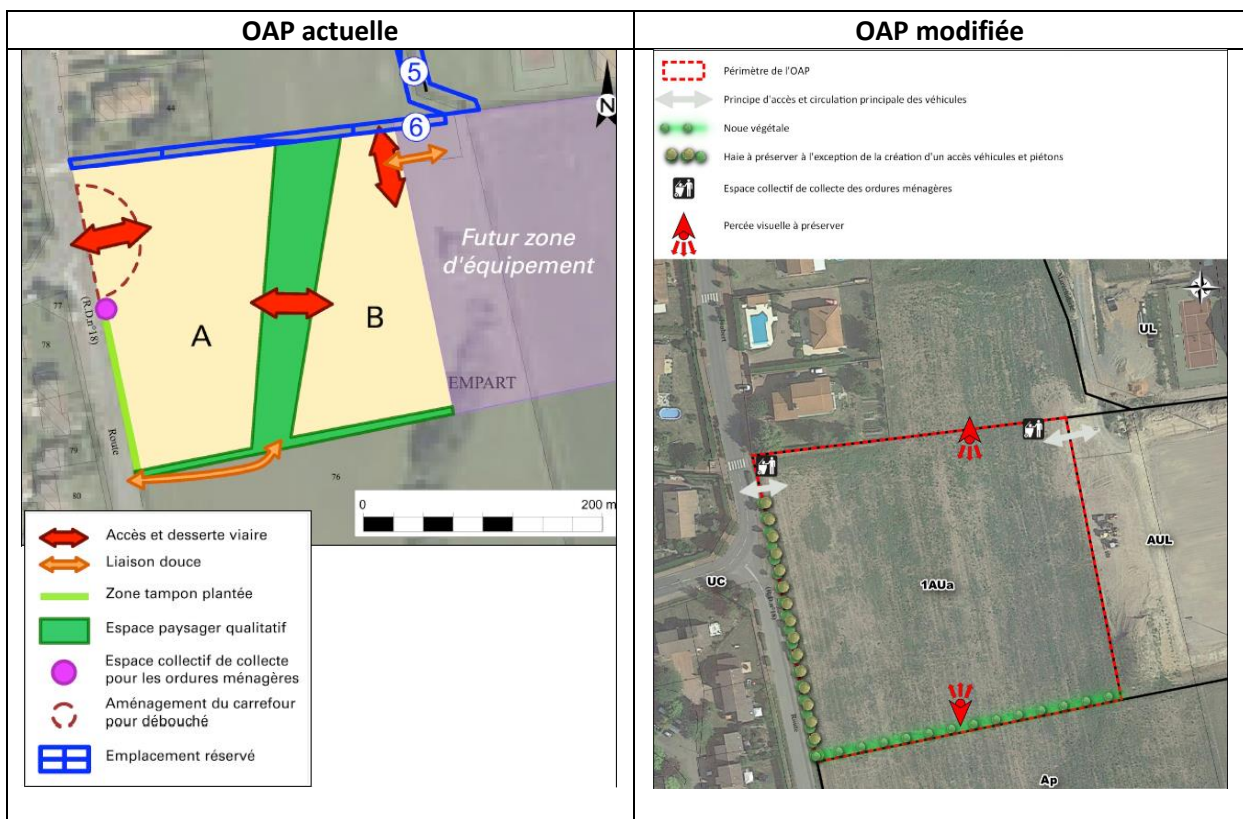 OAP actuelle
OAP modifiée
5
N
6
Futur zone
d'équipement
77
(R.D.n°18)
78
A
B
EMPART
Route
79
76
80
0
200 m
Accès et desserte viaire
Liaison douce
Zone tampon plantée
Espace paysager qualitatif
Espace collectif de collecte
pour les ordures ménagères
Aménagement du carrefour
pour débouché
Emplacement réservé
Périmètre de l'OAP
Principe d'accès et circulation principale des véhicules
Noue végétale
Haie à préserver à l'exception de la création d'un accès véhicules et piétons
Espace collectif de collecte des ordures ménagères
Percée visuelle à préserver
UL
AUL
UC
1AUa
Route
Ap